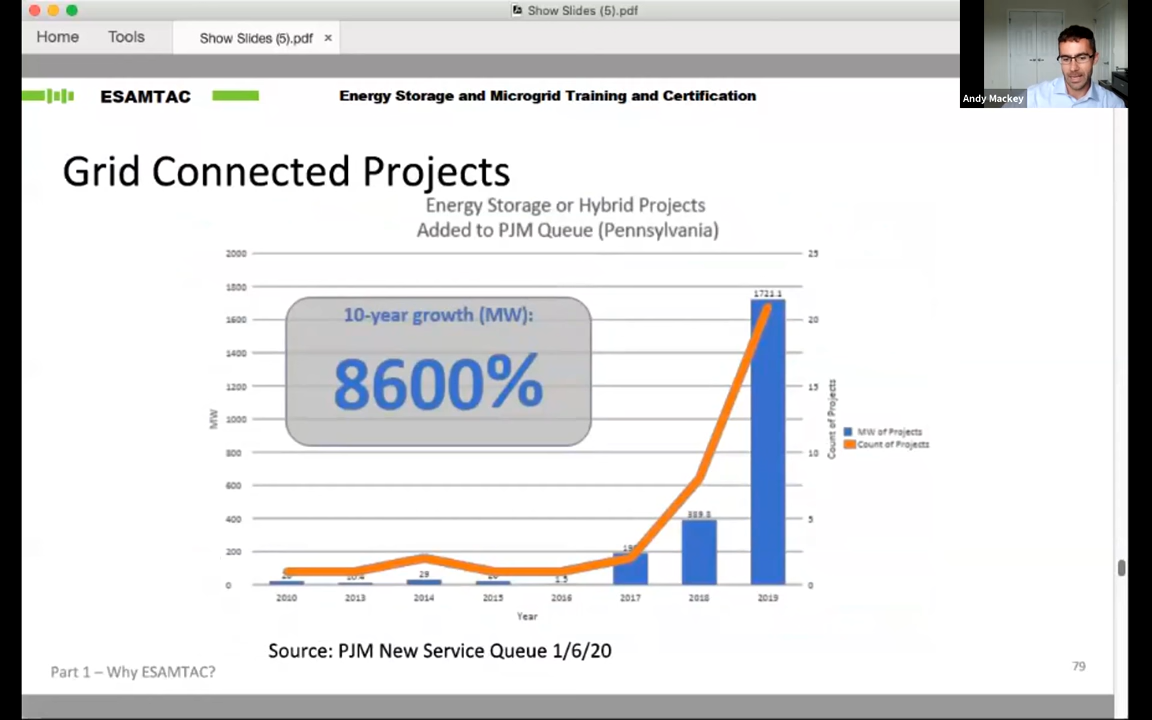 Show Slides (5).pdf
Home
Tools
Show Slides (5).pdf ×
Andy Mackey
ESAMTAC
Energy Storage and Microgrid Training and Certification
Grid Connected Projects
Energy Storage or Hybrid Projects
Added to PJM Queue (Pennsylvania)
10-year growth (MW):
8600%
2000
1800
1600
1400
1200
1000
800
600
400
200
0
MW
25
20
15
10
5
0
Count of Projects
1721.1
29
1.5
2010
2013
2014
2015
2016
2017
2018
2019
Year
MW of Projects
Count of Projects
Source: PJM New Service Queue 1/6/20
Part 1 – Why ESAMTAC?
79